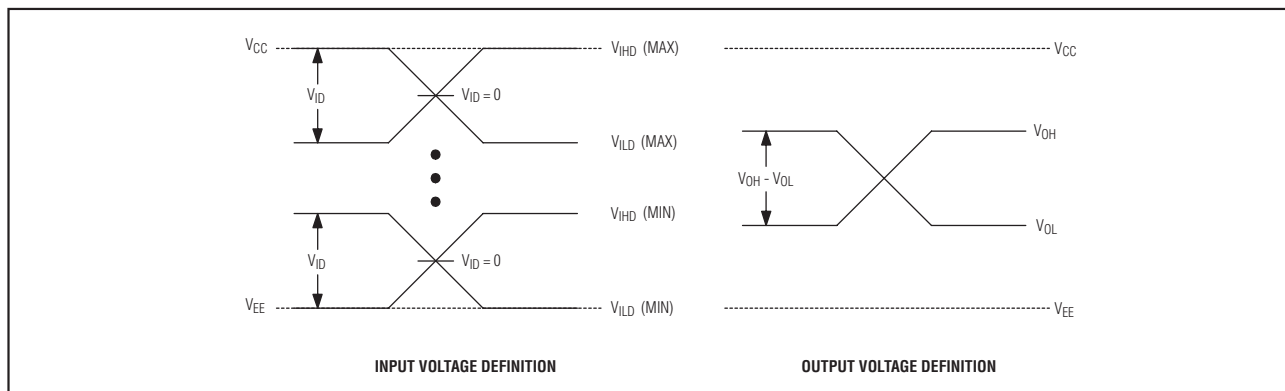 VCC
VID
VID = 0
VIHD (MAX)
VILD (MAX)
VID
VID = 0
VIHD (MIN)
VEE
VILD (MIN)
INPUT VOLTAGE DEFINITION
VCC
VOH
VOH - VOL
VOL
VEE
OUTPUT VOLTAGE DEFINITION